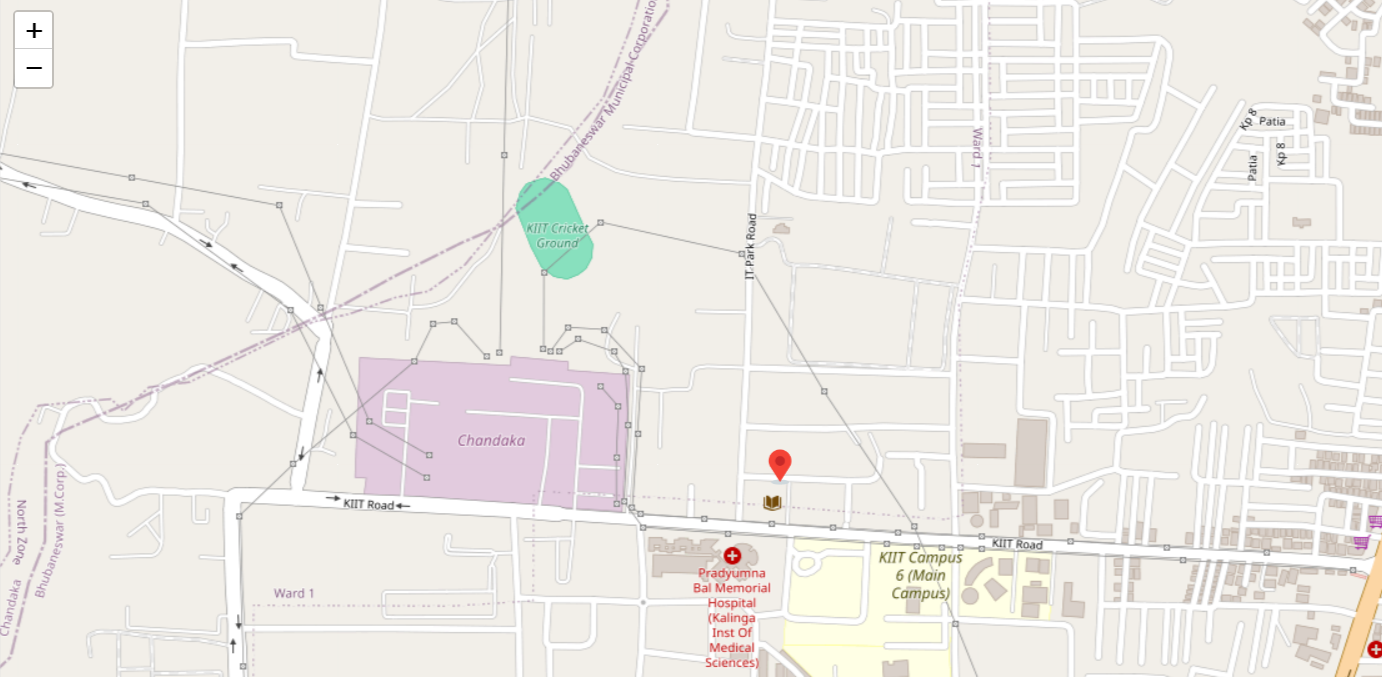 +
−
Bhubaneswar Municipal Corporatio
Ward 7
Kp 8
Patia
Patia
Kp 8
KIIT Cricket
Ground
IT Park Road
Chandaka
KIIT Road
KIIT Road
North Zone
Chandaka
Bhubaneswar (M.Corp.)
Ward 1
Pradyumna
Bal Memorial
Hospital
(Kalinga
Inst Of
Medical
Sciences)
KIIT Campus
6 (Main
Campus)